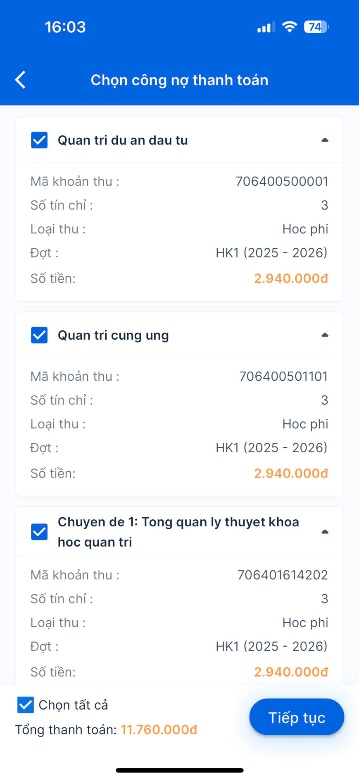 16:03
74
Chọn công nợ thanh toán
Quan tri du an dau tu
Mã khoản thu : 706400500001
Số tín chỉ : 3
Loại thu : Hoc phi
Đợt : HK1 (2025 - 2026)
Số tiền: 2.940.000đ
Quan tri cung ung
Mã khoản thu : 706400501101
Số tín chỉ : 3
Loại thu : Hoc phi
Đợt : HK1 (2025 - 2026)
Số tiền: 2.940.000đ
Chuyen de 1: Tong quan ly thuyet khoa
hoc quan tri
Mã khoản thu : 706401614202
Số tín chỉ : 3
Loại thu : Hoc phi
Đợt : HK1 (2025 - 2026)
Số tiền: 2.940.000đ
Chọn tất cả
Tổng thanh toán: 11.760.000đ
Tiếp tục